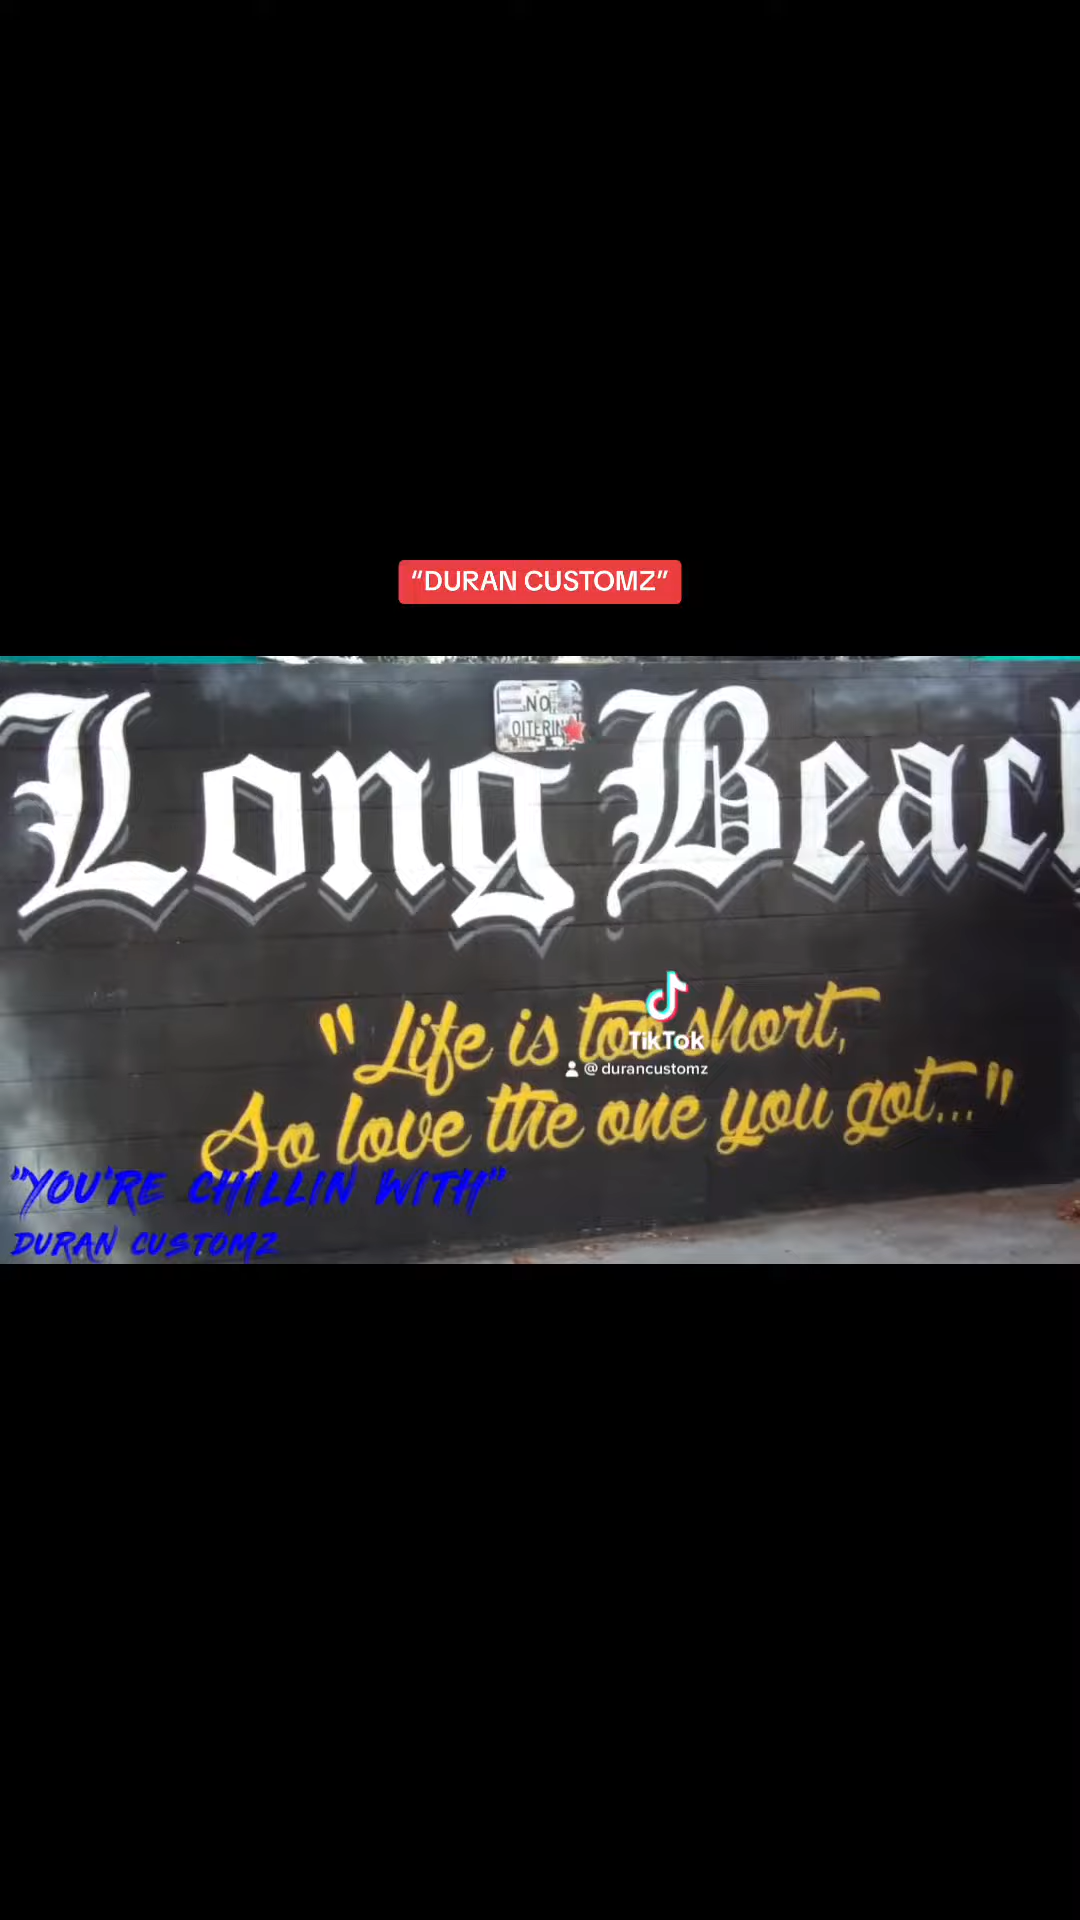 “DURAN CUSTOMZ”
NO
OITERIN
Long Beach
"Life is too short,
So love the one you got..."
TikTok
@durancustomz
"YOU'RE CHILLIN WITH"
DURAN CUSTOMZ